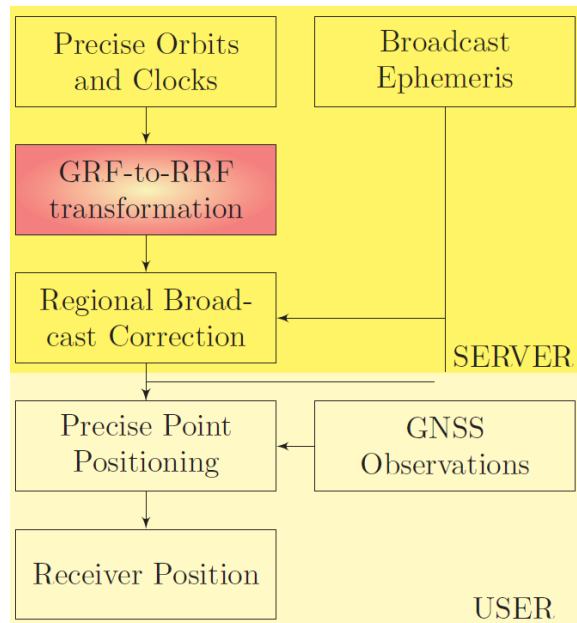 Precise Orbits
and Clocks
Broadcast
Ephemeris
GRF-to-RRF
transformation
Regional Broad-
cast Correction
SERVER
Precise Point
Positioning
GNSS
Observations
Receiver Position
USER